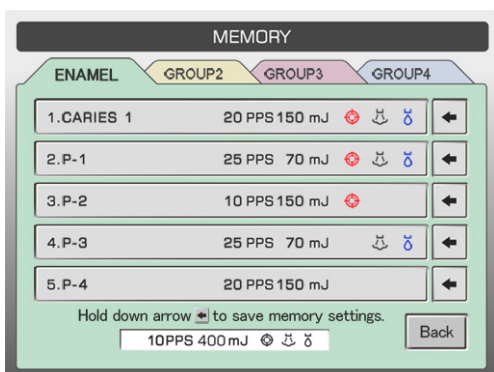 MEMORY
ENAMEL GROUP2 GROUP3 GROUP4
1.CARIES 1 20 PPS 150 mJ
2.P-1 25 PPS 70 mJ
3.P-2 10 PPS 150 mJ
4.P-3 25 PPS 70 mJ
5.P-4 20 PPS 150 mJ
Hold down arrow to save memory settings.
10PPS 400 mJ
Back